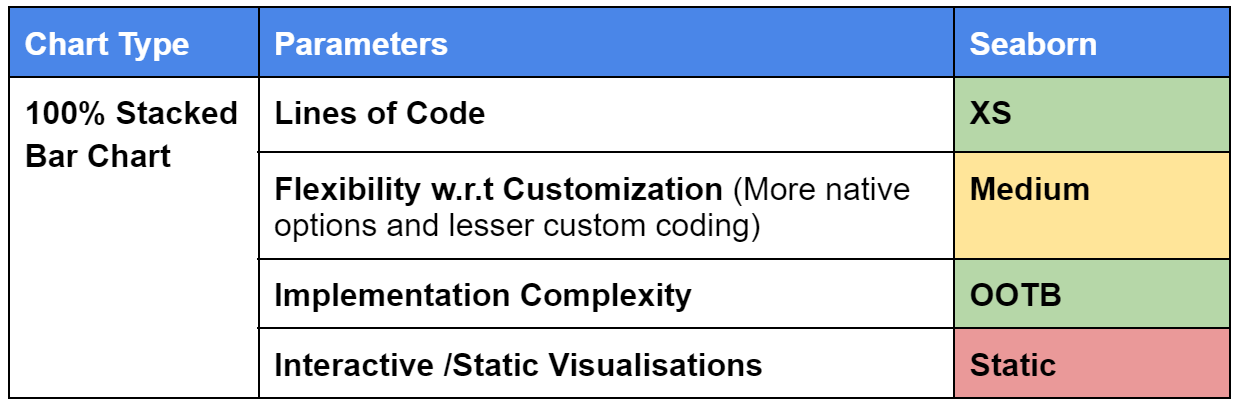 Chart Type Parameters Seaborn
100% Stacked
Bar Chart
Lines of Code XS
Flexibility w.r.t Customization (More native
options and lesser custom coding)
Medium
Implementation Complexity OOTB
Interactive /Static Visualisations Static